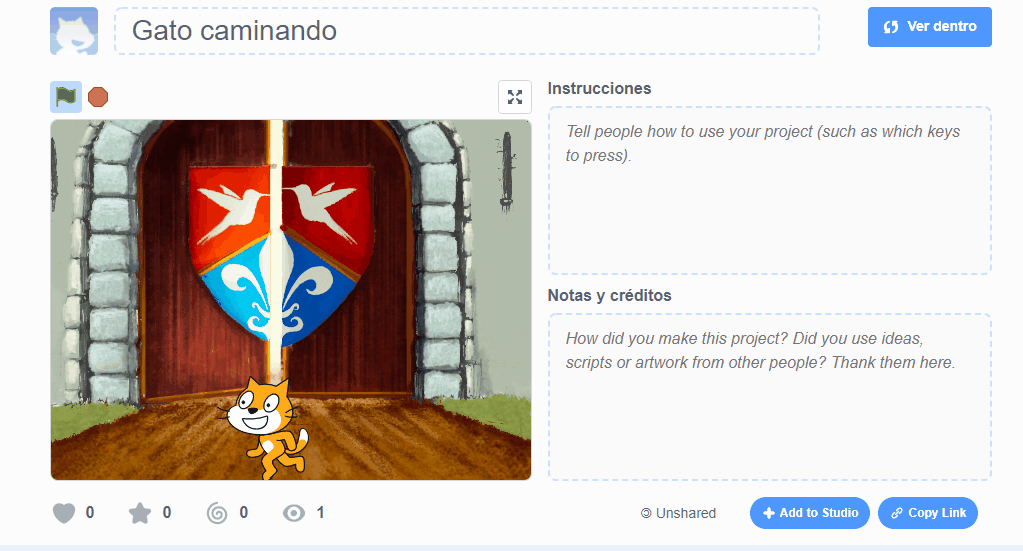 Gato caminando
Ver dentro
Instrucciones
Tell people how to use your project (such as which keys
to press).
Notas y créditos
How did you make this project? Did you use ideas,
scripts or artwork from other people? Thank them here.
0
0
0
1
Unshared
Add to Studio
Copy Link